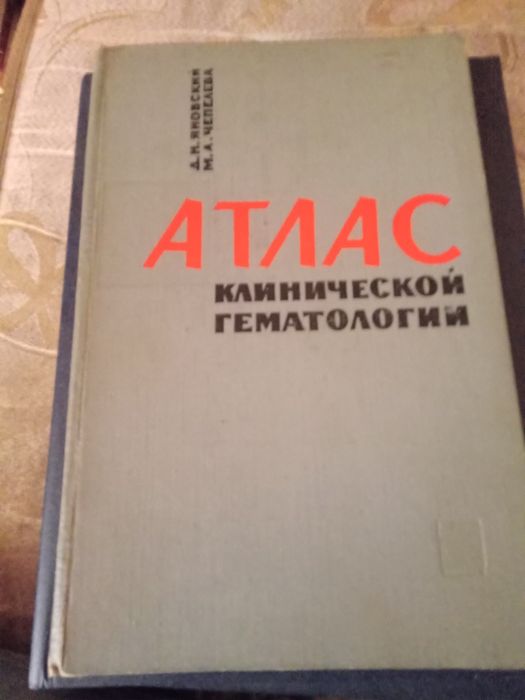 Д.Н. ЯНОВСКИЙ
М.А. ЧЕПЕЛЕВА
АТЛАС
КЛИНИЧЕСКОЙ
ГЕМАТОЛОГИИ